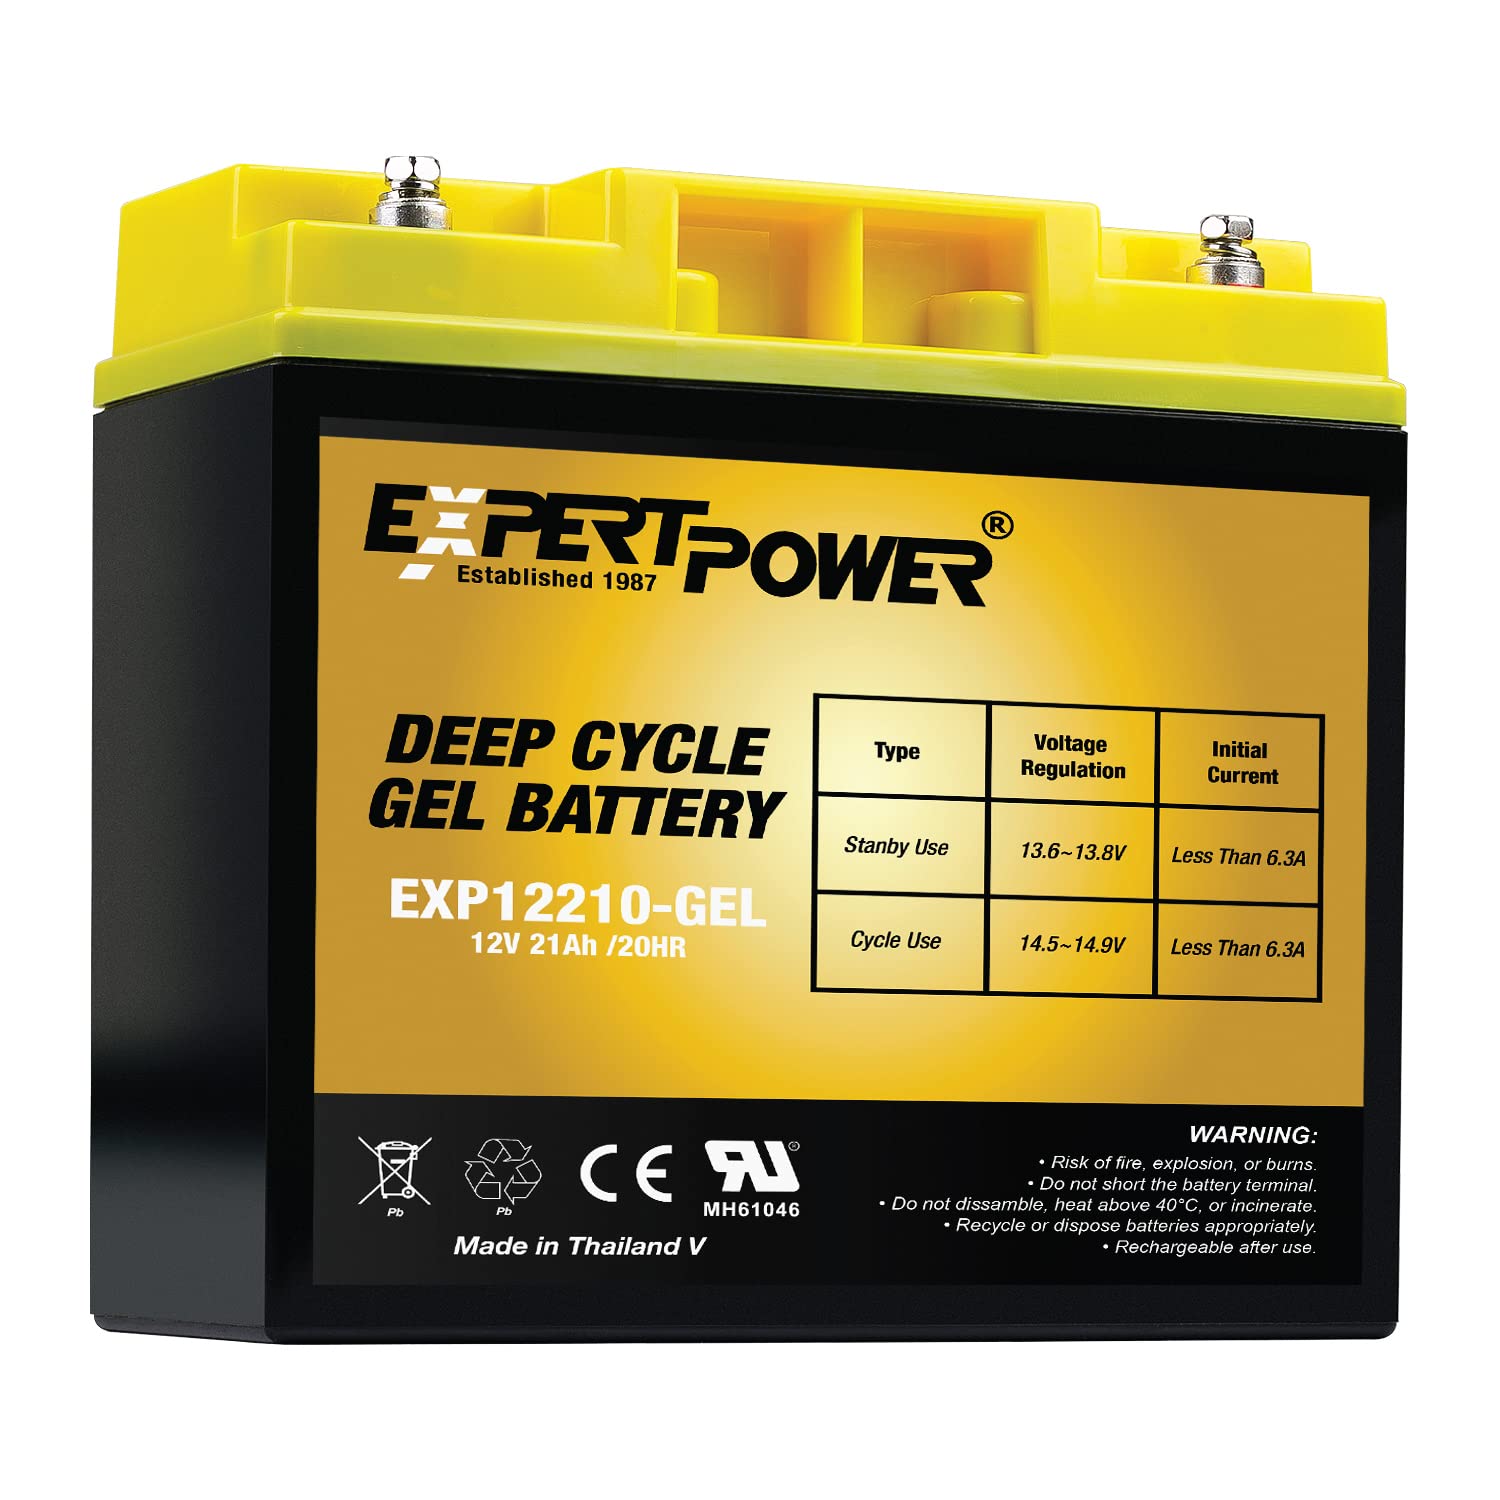 EXPERTPOWER®
Established 1987
DEEP CYCLE
GEL BATTERY
EXP12210-GEL
12V 21Ah /20HR
Type Voltage Regulation Initial Current
Stanby Use 13.6~13.8V Less Than 6.3A
Cycle Use 14.5~14.9V Less Than 6.3A
Pb Pb CE RU® MH61046
Made in Thailand V
WARNING:
• Risk of fire, explosion, or burns.
• Do not short the battery terminal.
• Do not dissamble, heat above 40°C, or incinerate.
• Recycle or dispose batteries appropriately.
• Rechargeable after use.